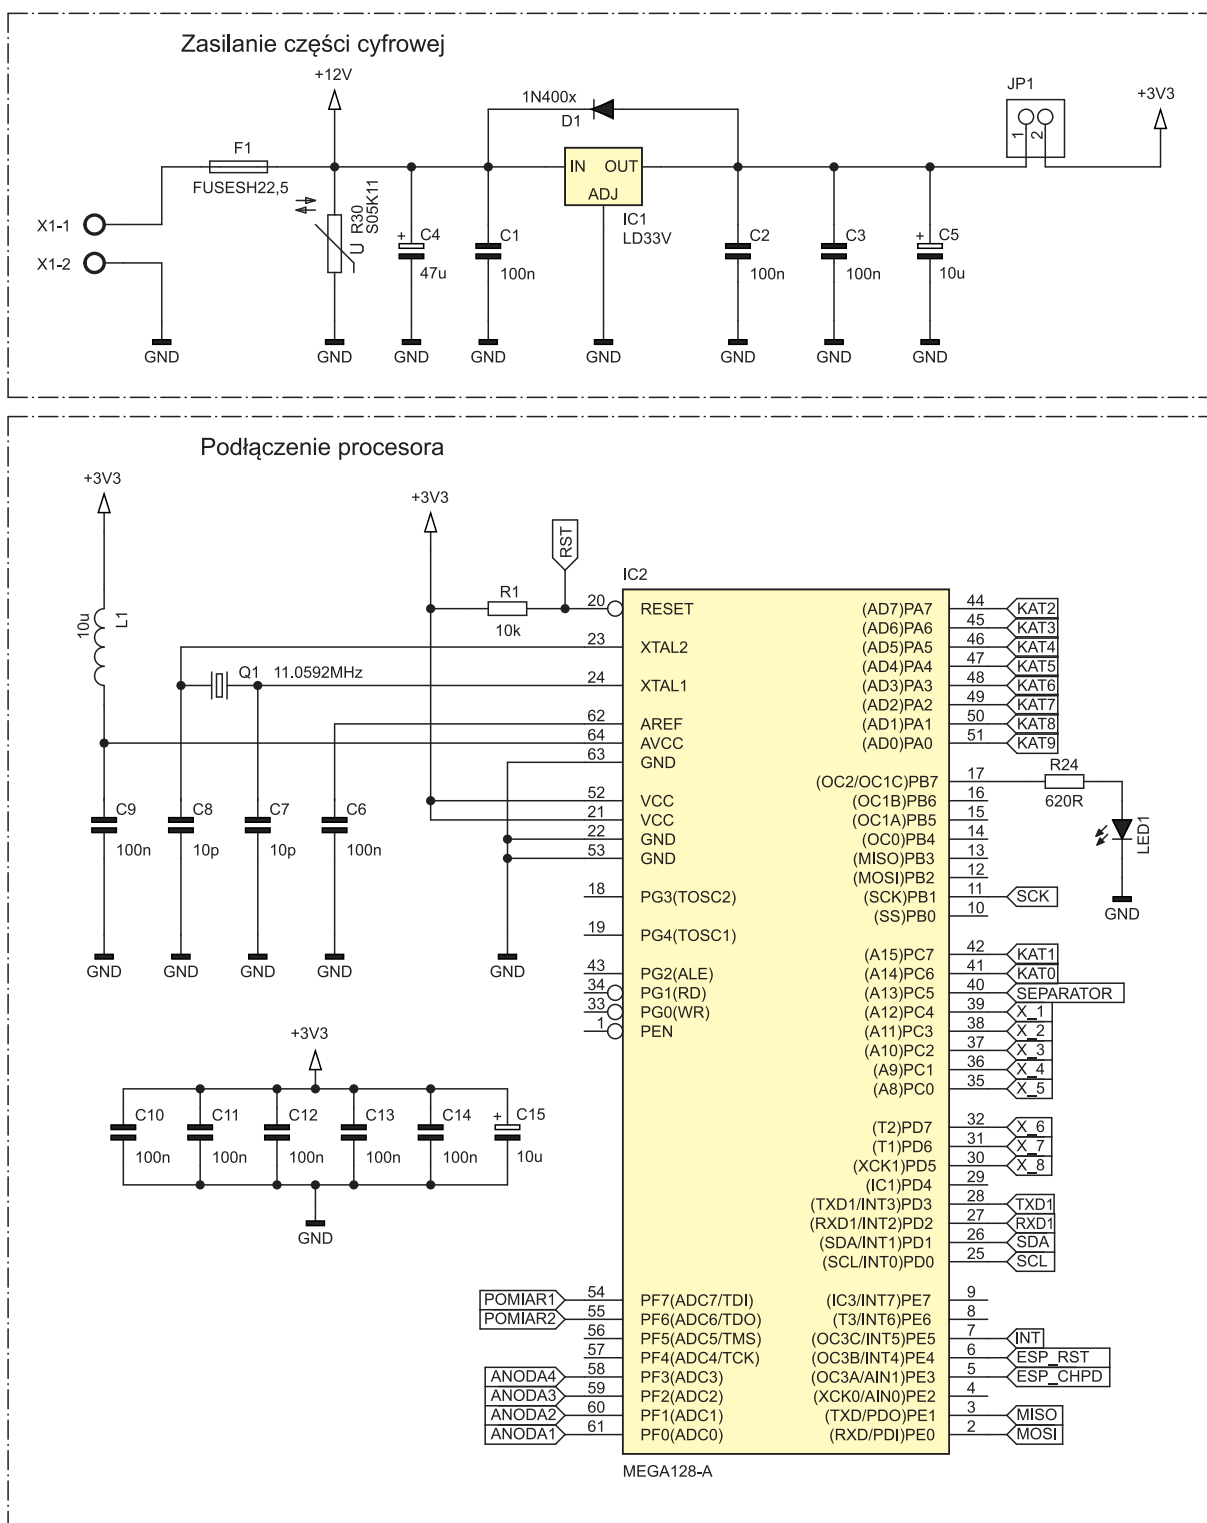 Zasilanie części cyfrowej
+12V
1N400x
D1
JP1
1 2
+3V3
F1
FUSESH22,5
R30
S05K11
U
IN OUT
ADJ
IC1
LD33V
X1-1
X1-2
+ C4
47u
C1
100n
C2
100n
C3
100n
+ C5
10u
GND GND GND GND GND GND GND GND
Podłączenie procesora
+3V3
+3V3
RST
IC2
10u
L1
R1
10k
Q1 11.0592MHz
C9
100n
C8
10p
C7
10p
C6
100n
GND GND GND GND GND
20 RESET
23 XTAL2
24 XTAL1
62 AREF
64 AVCC
63 GND
52 VCC
21 VCC
22 GND
53 GND
18 PG3(TOSC2)
19 PG4(TOSC1)
43 PG2(ALE)
34 PG1(RD)
33 PG0(WR)
1 PEN
POMIAR1 54 PF7(ADC7/TDI)
POMIAR2 55 PF6(ADC6/TDO)
56 PF5(ADC5/TMS)
57 PF4(ADC4/TCK)
ANODA4 58 PF3(ADC3)
ANODA3 59 PF2(ADC2)
ANODA2 60 PF1(ADC1)
ANODA1 61 PF0(ADC0)
(AD7)PA7 44 KAT2
(AD6)PA6 45 KAT3
(AD5)PA5 46 KAT4
(AD4)PA4 47 KAT5
(AD3)PA3 48 KAT6
(AD2)PA2 49 KAT7
(AD1)PA1 50 KAT8
(AD0)PA0 51 KAT9
(OC2/OC1C)PB7 17
(OC1B)PB6 16
(OC1A)PB5 15
(OC0)PB4 14
(MISO)PB3 13
(MOSI)PB2 12
(SCK)PB1 11 SCK
(SS)PB0 10
R24
620R
LED1
GND
(A15)PC7 42 KAT1
(A14)PC6 41 KAT0
(A13)PC5 40 SEPARATOR
(A12)PC4 39 X_1
(A11)PC3 38 X_2
(A10)PC2 37 X_3
(A9)PC1 36 X_4
(A8)PC0 35 X_5
(T2)PD7 32 X_6
(T1)PD6 31 X_7
(XCK1)PD5 30 X_8
(IC1)PD4 29
(TXD1/INT3)PD3 28 TXD1
(RXD1/INT2)PD2 27 RXD1
(SDA/INT1)PD1 26 SDA
(SCL/INT0)PD0 25 SCL
(IC3/INT7)PE7 9
(T3/INT6)PE6 8
(OC3C/INT5)PE5 7 INT
(OC3B/INT4)PE4 6 ESP_RST
(OC3A/AIN1)PE3 5 ESP_CHPD
(XCK0/AIN0)PE2 4
(TXD/PDO)PE1 3 MISO
(RXD/PDI)PE0 2 MOSI
MEGA128-A
+3V3
C10
100n
C11
100n
C12
100n
C13
100n
C14
100n
+ C15
10u
GND